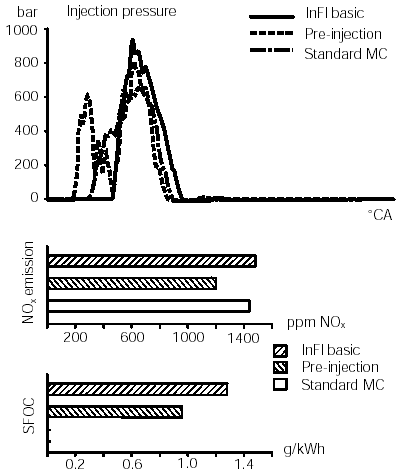 bar Injection pressure
InFI basic
Pre-injection
Standard MC
1000
800
600
400
200
0
°CA
NOx emission
200 600 1000 1400 ppm NOx
InFI basic
Pre-injection
Standard MC
SFOC
0.2 0.6 1.0 1.4 g/kWh